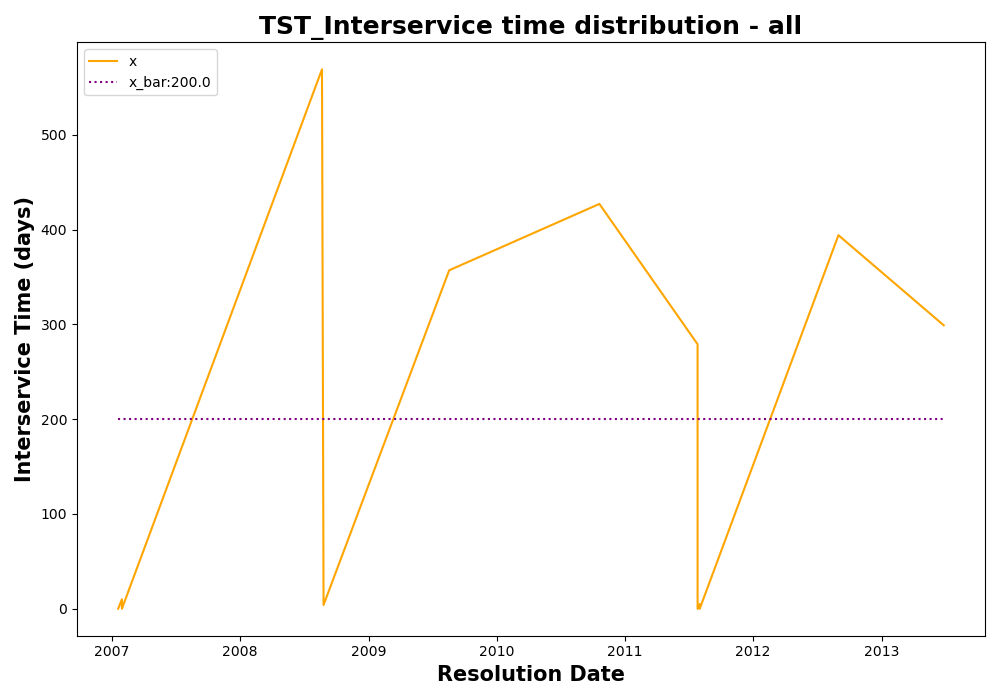 TST_Interservice time distribution - all
x
x_bar:200.0
Interservice Time (days)
500
400
300
200
100
0
2007 2008 2009 2010 2011 2012 2013
Resolution Date